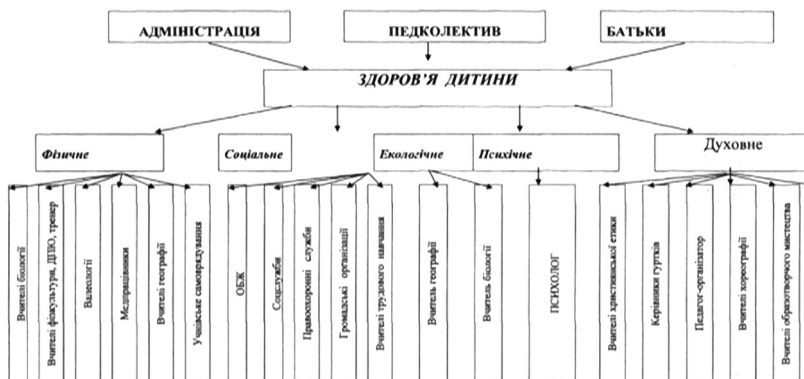 АДМІНІСТРАЦІЯ
ПЕДКОЛЕКТИВ
БАТЬКИ
ЗДОРОВ'Я ДИТИНИ
Фізичне
Соціальне
Екологічне
Психічне
Духовне
Вчителі біології
Вчителі фізкультури, ДПЮ, тренер
Валеології
Медпрацівники
Вчителі географії
Учнівське самоврядування
ОБЖ
Соцслужби
Правоохоронні служби
Громадські організації
Вчителі трудового навчання
Вчитель географії
Вчитель біології
ПСИХОЛОГ
Вчителі християнської етики
Керівники гуртків
Педагог-організатор
Вчителі хореографії
Вчителі образотворчого мистецтва